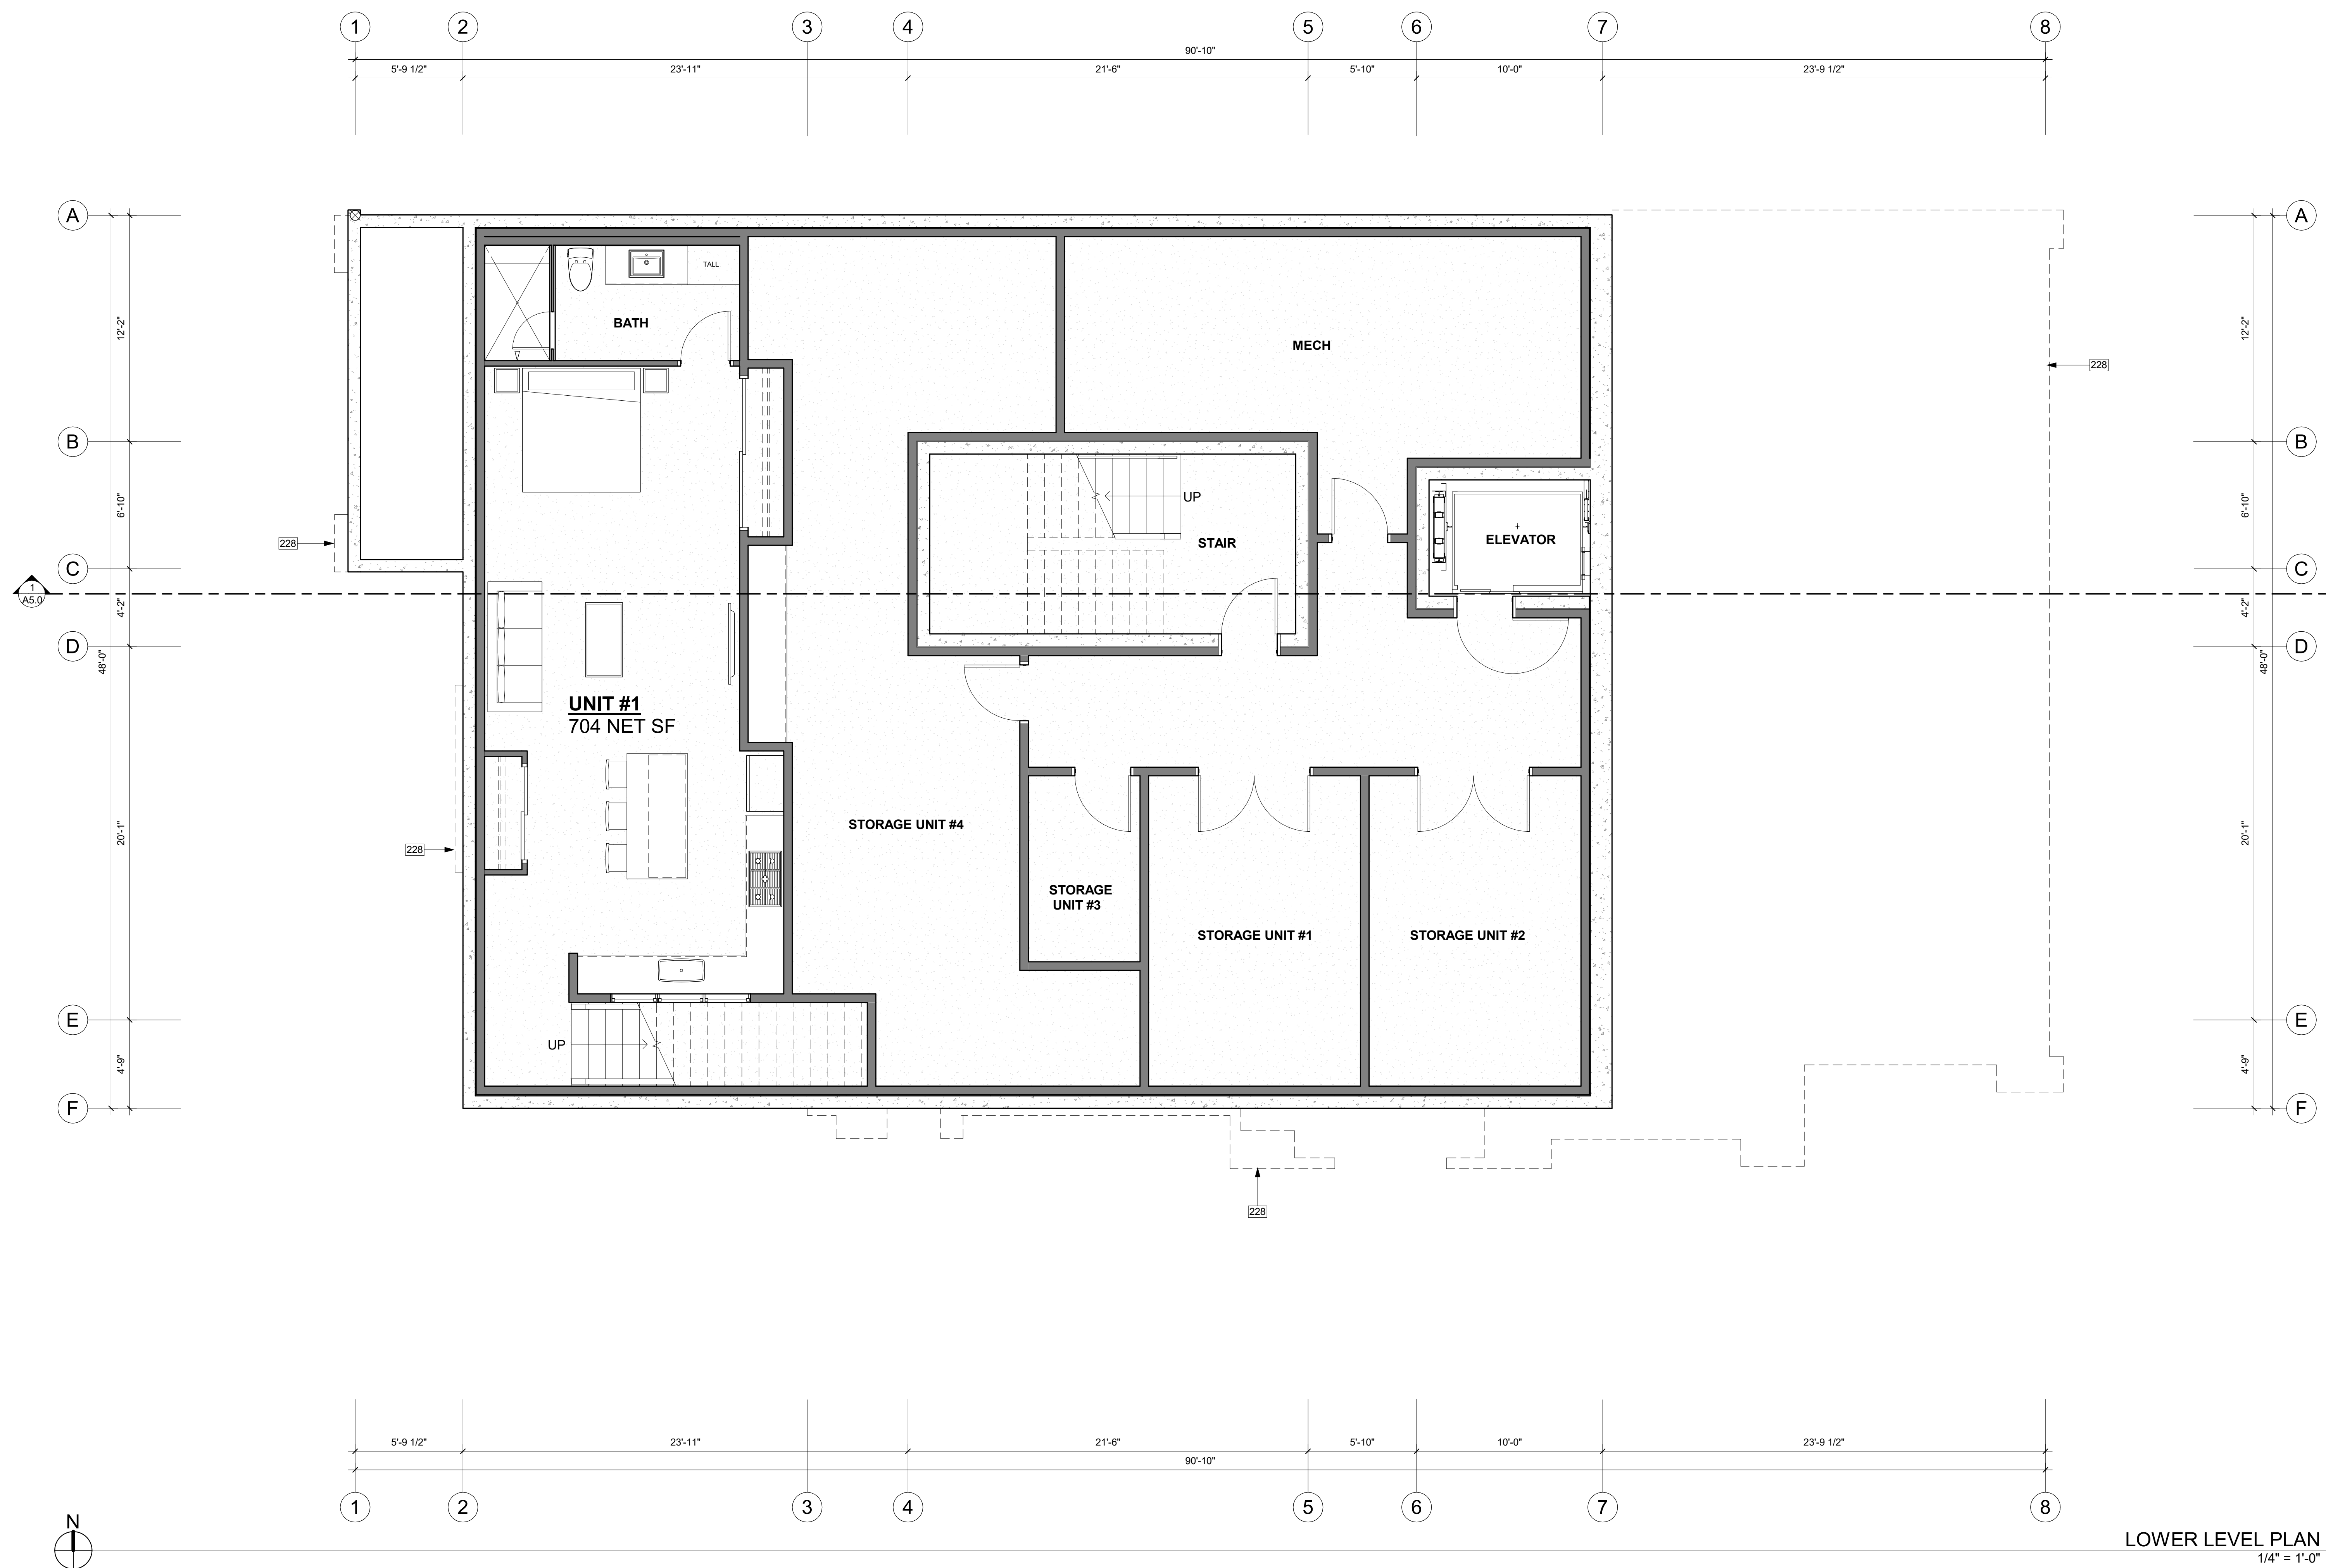 1 2 3 4 5 6 7 8
90'-10"
5'-9 1/2" 23'-11" 21'-6" 5'-10" 10'-0" 23'-9 1/2"
A A
TALL
BATH
12'-2" 12'-2"
MECH
228
B B
6'-10" 6'-10"
UP
STAIR
ELEVATOR
228
C C
1
A5.0
4'-2" 4'-2"
D D
48'-0" 48'-0"
UNIT #1
704 NET SF
STORAGE UNIT #4
20'-1" 20'-1"
228
STORAGE
UNIT #3
STORAGE UNIT #1
STORAGE UNIT #2
E E
UP
4'-9" 4'-9"
F F
228
5'-9 1/2" 23'-11" 21'-6" 5'-10" 10'-0" 23'-9 1/2"
90'-10"
1 2 3 4 5 6 7 8
N
LOWER LEVEL PLAN
1/4" = 1'-0"